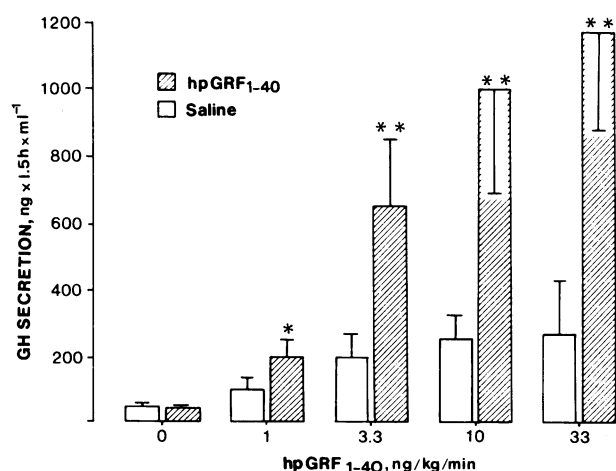 1200
1000
800
600
400
200
GH SECRETION, ng x 1.5h x ml⁻¹
hpGRF₁₋₄₀
Saline
*
* *
* *
* *
0 1 3.3 10 33
hpGRF ₁₋₄₀, ng/kg/min